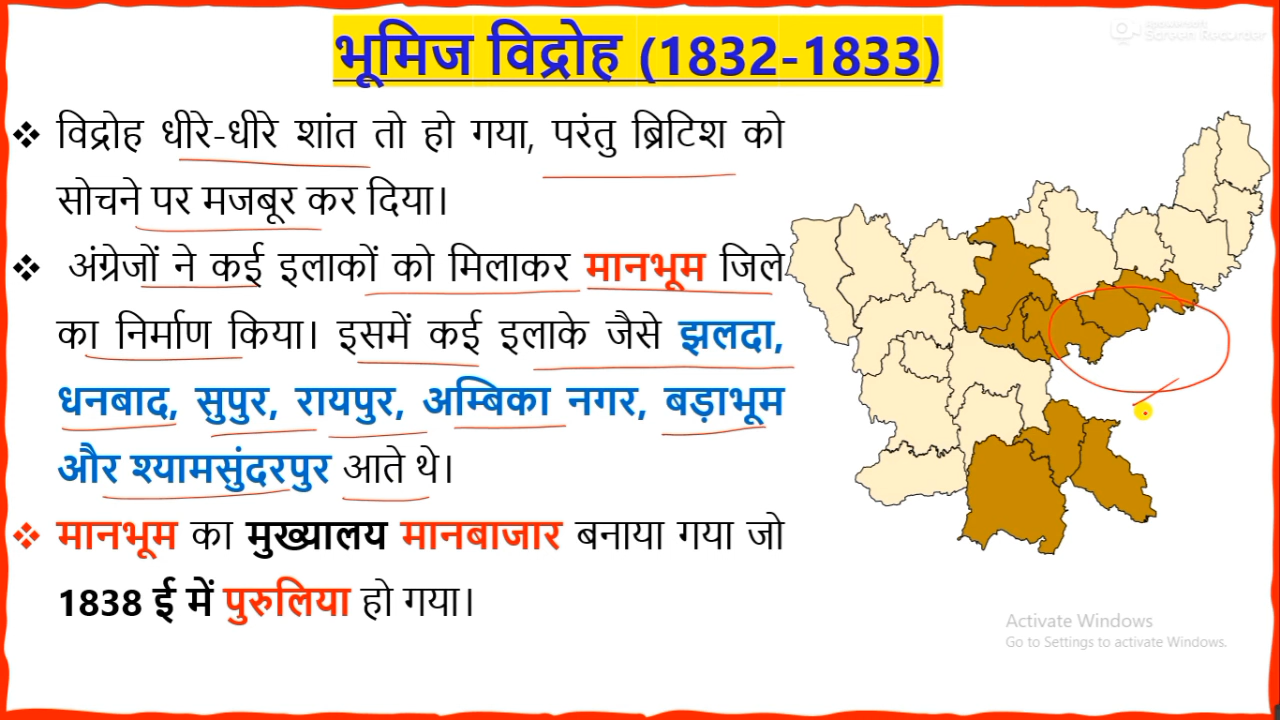 भूमिज विद्रोह (1832-1833)
❖ विद्रोह धीरे-धीरे शांत तो हो गया, परंतु ब्रिटिश को
सोचने पर मजबूर कर दिया।
❖ अंग्रेजों ने कई इलाकों को मिलाकर मानभूम जिले
का निर्माण किया। इसमें कई इलाके जैसे झलदा,
धनबाद, सुपुर, रायपुर, अम्बिका नगर, बड़ाभूम
और श्यामसुंदरपुर आते थे।
❖ मानभूम का मुख्यालय मानबाजार बनाया गया जो
1838 ई में पुरुलिया हो गया।
Screen Recorder
Activate Windows
Go to Settings to activate Windows.